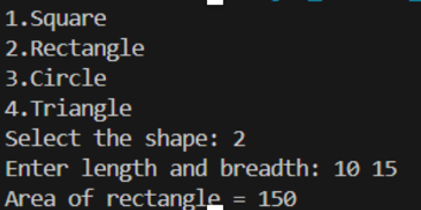 1.Square
2.Rectangle
3.Circle
4.Triangle
Select the shape: 2
Enter length and breadth: 10 15
Area of rectangle = 150